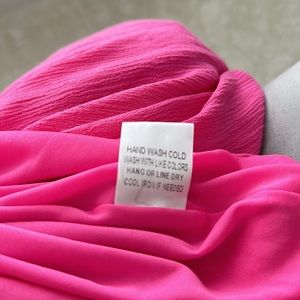 HAND WASH COLD
WASH WITH LIKE COLORS
HANG OR LINE DRY
COOL IRON IF NEEDED